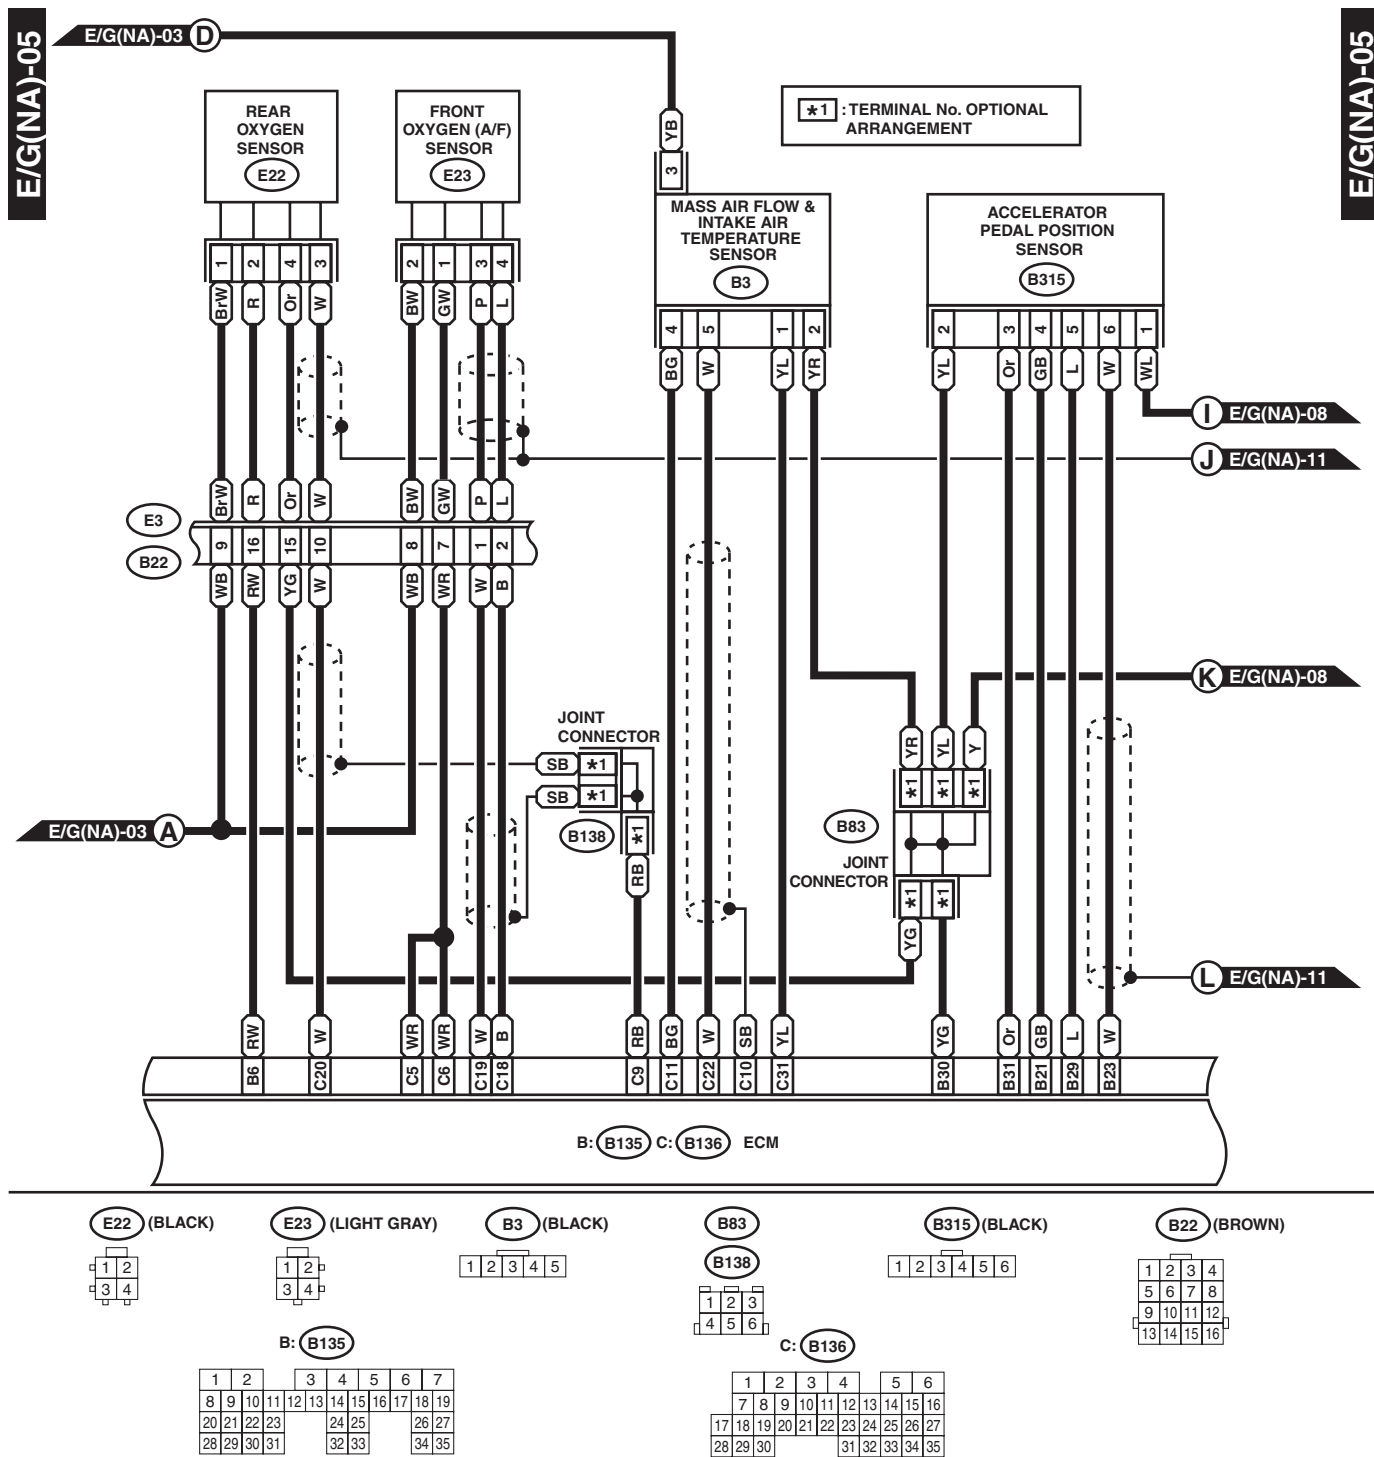 E/G(NA)-05
E/G(NA)-05
E/G(NA)-03 D
*1 : TERMINAL No. OPTIONAL
ARRANGEMENT
REAR
OXYGEN
SENSOR
E22
FRONT
OXYGEN (A/F)
SENSOR
E23
YB
3
MASS AIR FLOW &
INTAKE AIR
TEMPERATURE
SENSOR
B3
ACCELERATOR
PEDAL POSITION
SENSOR
B315
1 2 4 3
2 1 3 4
BrW R Or W
BW GW P L
4 5 1 2
2 3 4 5 6 1
BG W YL YR
YL Or GB L W WL
I E/G(NA)-08
J E/G(NA)-11
BrW R Or W
BW GW P L
E3
B22
9 16 15 10
8 7 1 2
WB RW YG W
WB WR W B
K E/G(NA)-08
JOINT
CONNECTOR
SB *1
SB *1
B138
*1
RB
YR YL Y
*1 *1 *1
B83
JOINT
CONNECTOR
*1 *1
YG
E/G(NA)-03 A
L E/G(NA)-11
RW W WR WR W B RB BG W SB YL YG Or GB L W
B6 C20 C5 C6 C19 C18 C9 C11 C22 C10 C31 B30 B31 B21 B29 B23
B: B135 C: B136 ECM
E22 (BLACK)
1 2
3 4
E23 (LIGHT GRAY)
1 2
3 4
B3 (BLACK)
1 2 3 4 5
B83
B138
1 2 3
4 5 6
B315 (BLACK)
1 2 3 4 5 6
B22 (BROWN)
1 2 3 4
5 6 7 8
9 10 11 12
13 14 15 16
B: B135
1 2 3 4 5 6 7
8 9 10 11 12 13 14 15 16 17 18 19
20 21 22 23 24 25 26 27
28 29 30 31 32 33 34 35
C: B136
1 2 3 4 5 6
7 8 9 10 11 12 13 14 15 16
17 18 19 20 21 22 23 24 25 26 27
28 29 30 31 32 33 34 35